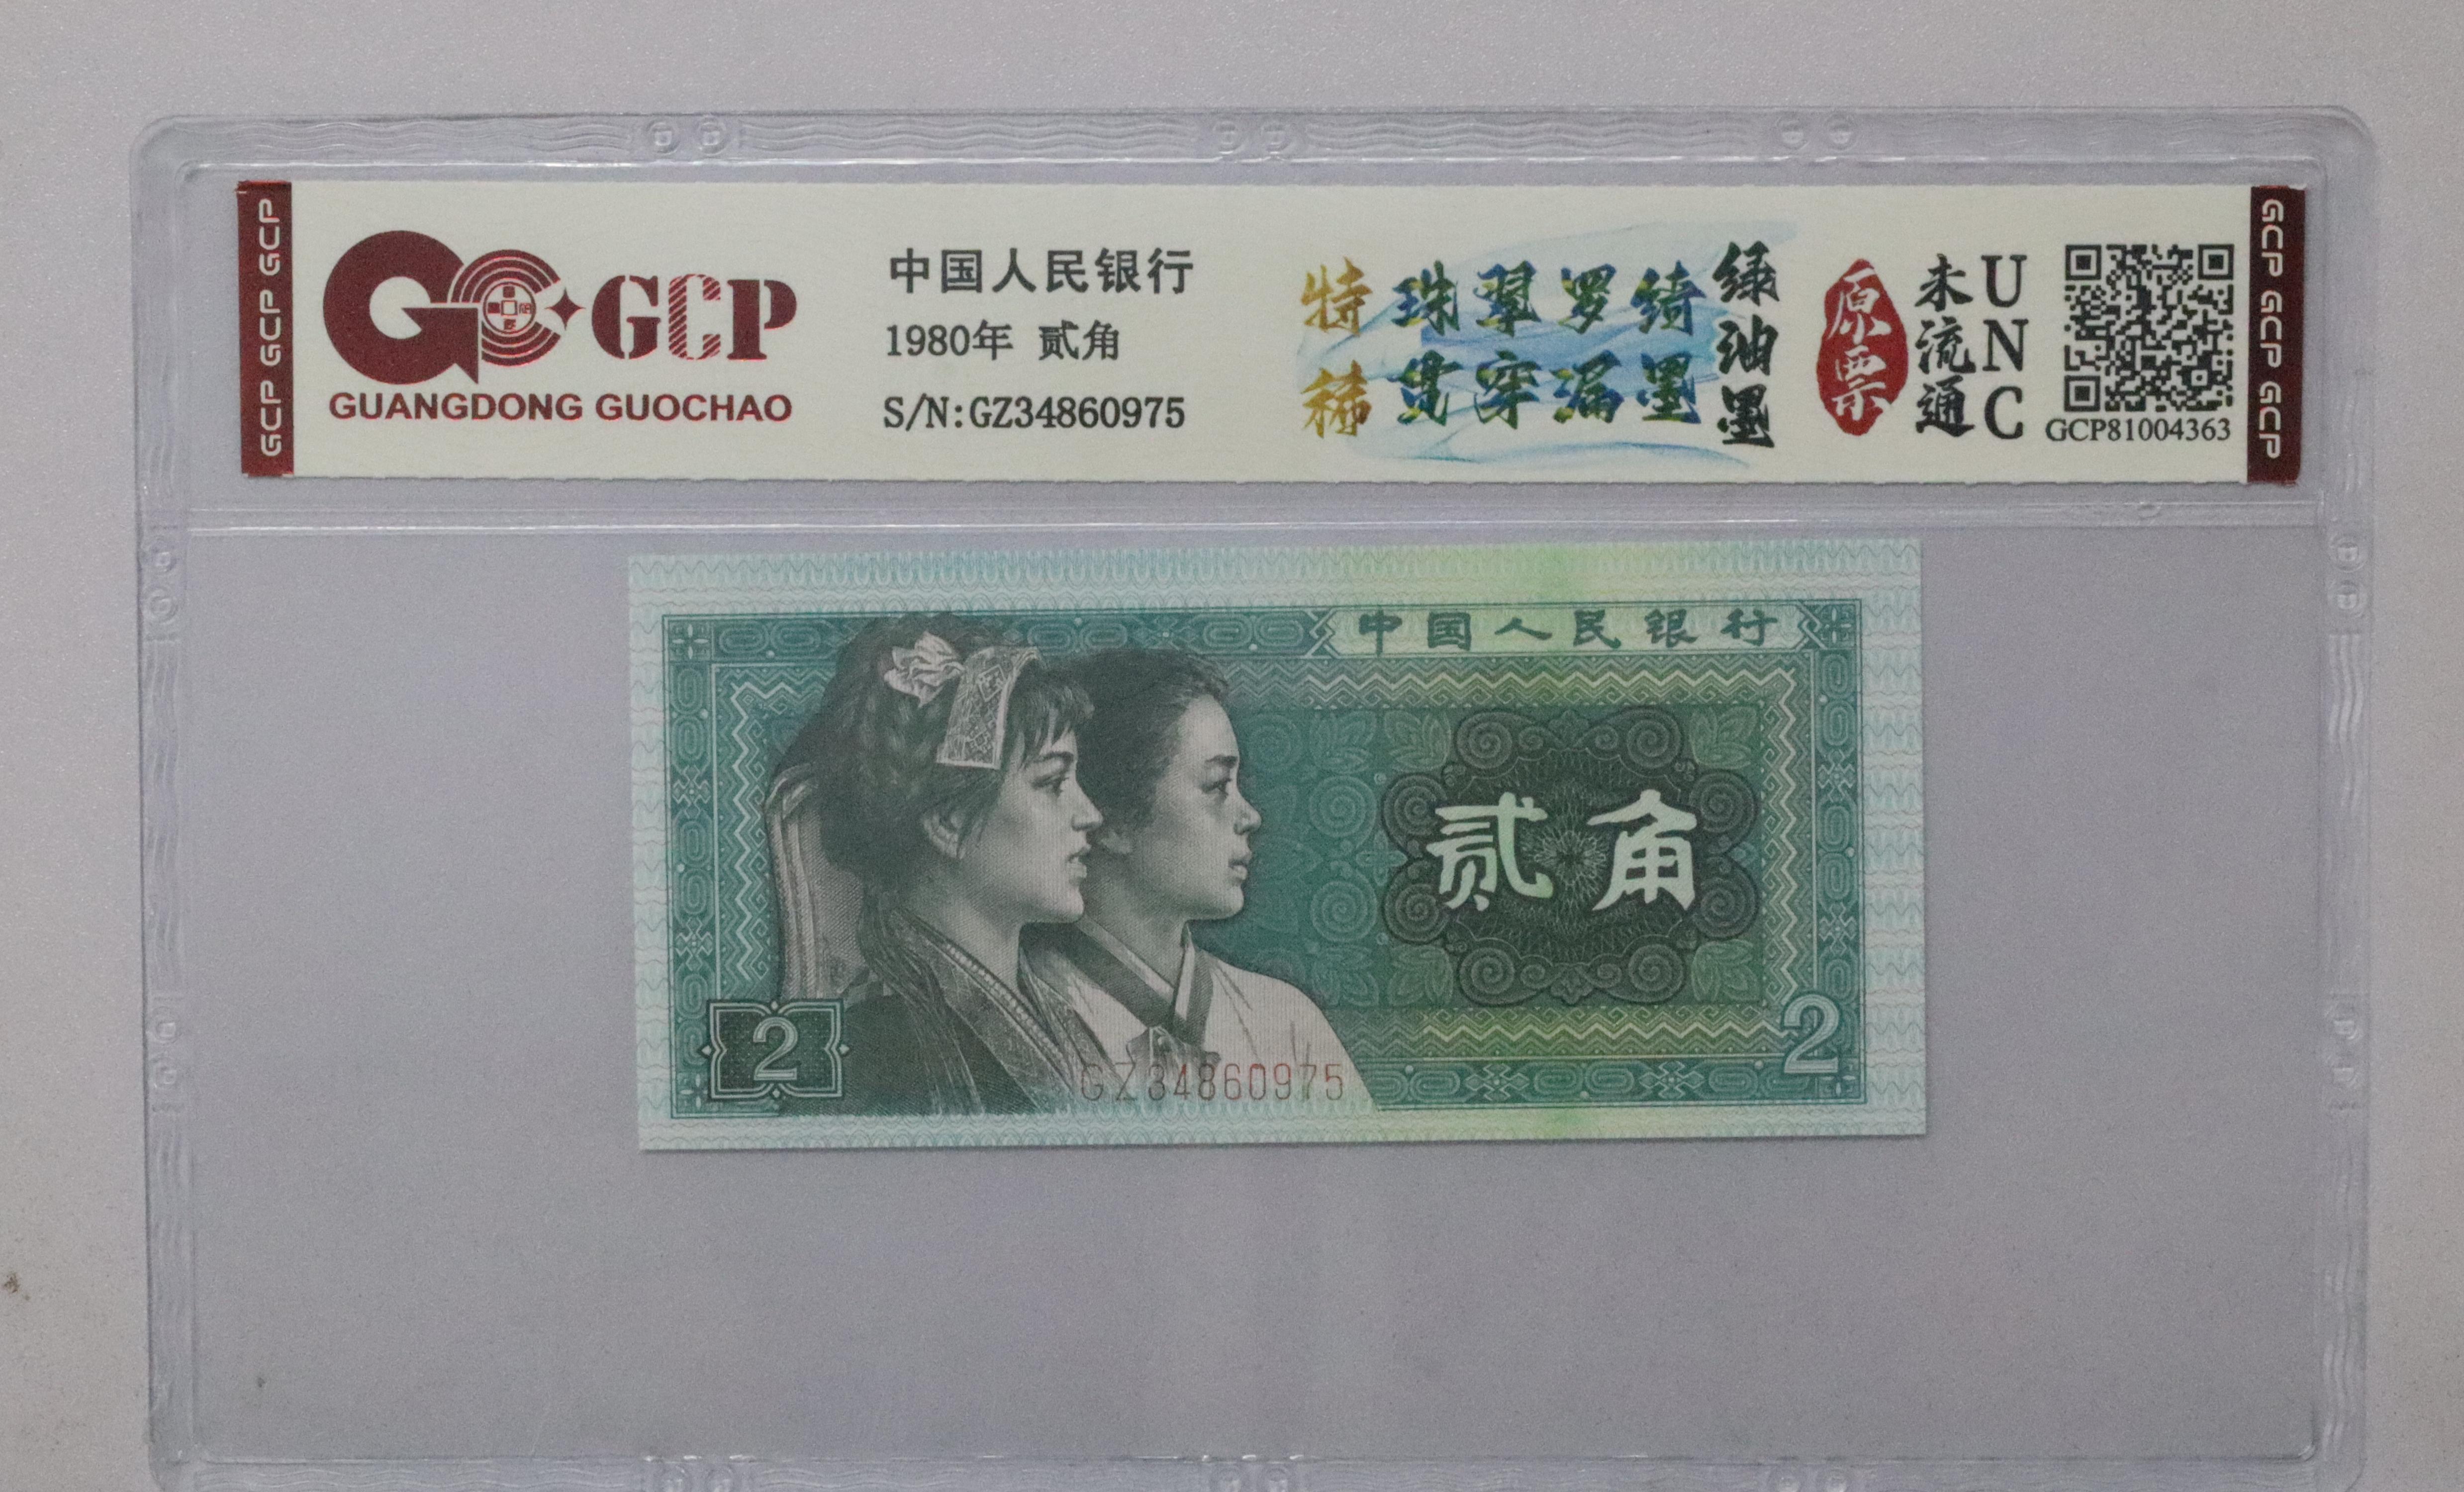 GCP GCP GCP
GCP
GUANGDONG GUOCHAO
中国人民银行
1980年 贰角
S/N:GZ34860975
特稀
珠翠罗绮
贯穿漏墨
绿油墨
原票
未流通
UNC
GCP81004363
GCP GCP GCP
中国人民银行
贰角
2
2
GZ34860975